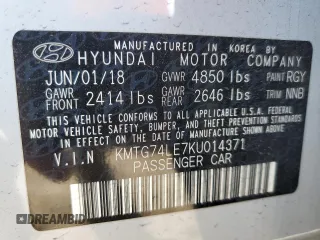 MANUFACTURED IN KOREA BY
HYUNDAI MOTOR COMPANY
JUN/01/18 GVWR 4850 lbs PAINT RGY
GAWR FRONT 2414 lbs GAWR REAR 2646 lbs TRIM NNB
THIS VEHICLE CONFORMS TO ALL APPLICABLE U.S.A.
FEDERAL MOTOR VEHICLE SAFETY, BUMPER, AND
THEFT PREVENTION STANDARDS IN EFFECT ON THE
DATE OF MANUFACTURE SHOWN ABOVE.
V.I.N KMTG74LE7KU014371
PASSENGER CAR
DREAMBID